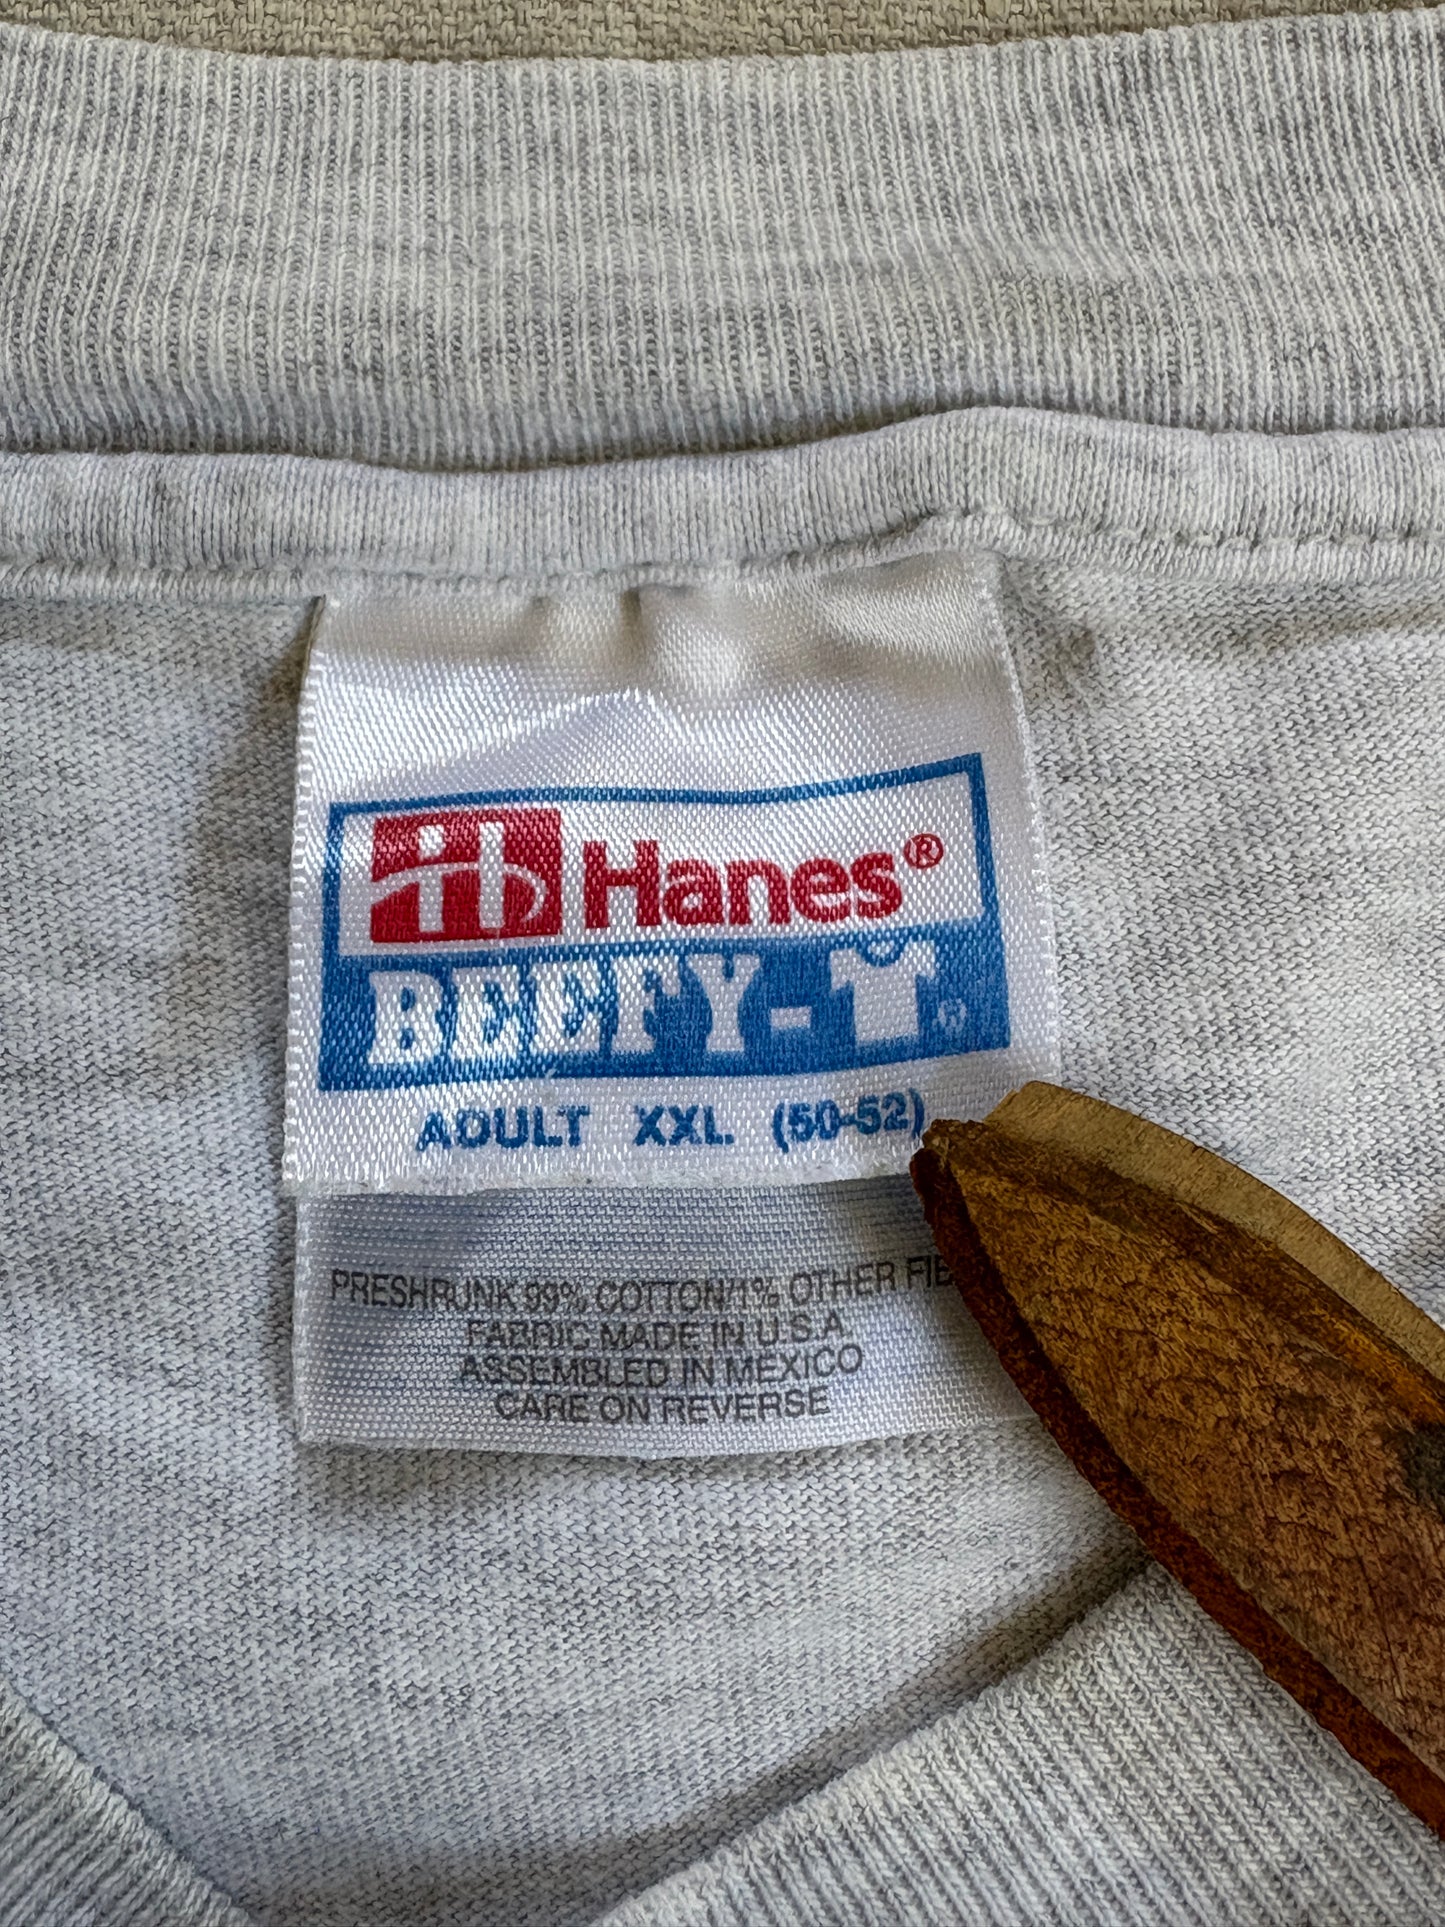 Hanes®
BEEFY-T
ADULT XXL (50-52)
PRESHRUNK 99% COTTON/1% OTHER
FABRIC MADE IN U.S.A.
ASSEMBLED IN MEXICO
CARE ON REVERSE